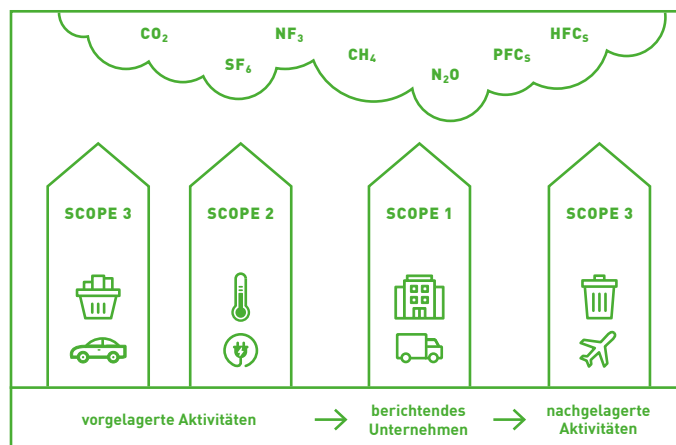 CO₂
NF₃
HFCs
SF₆
CH₄
N₂O
PFCs
SCOPE 3
SCOPE 2
SCOPE 1
SCOPE 3
vorgelagerte Aktivitäten
berichtendes
Unternehmen
nachgelagerte
Aktivitäten